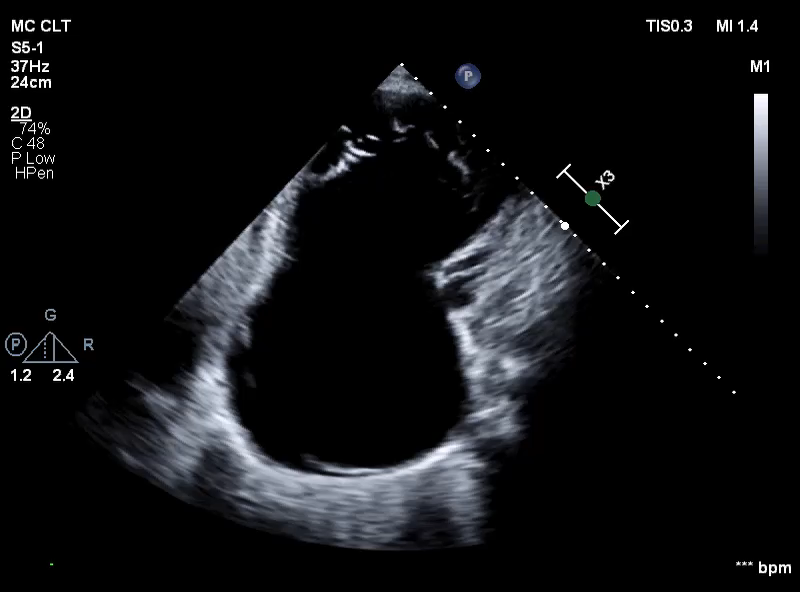 MC CLT
S5-1
37Hz
24cm
2D
74%
C 48
P Low
HPen
TIS0.3 MI 1.4
M1
P
X3
G
P R
1.2 2.4
*** bpm